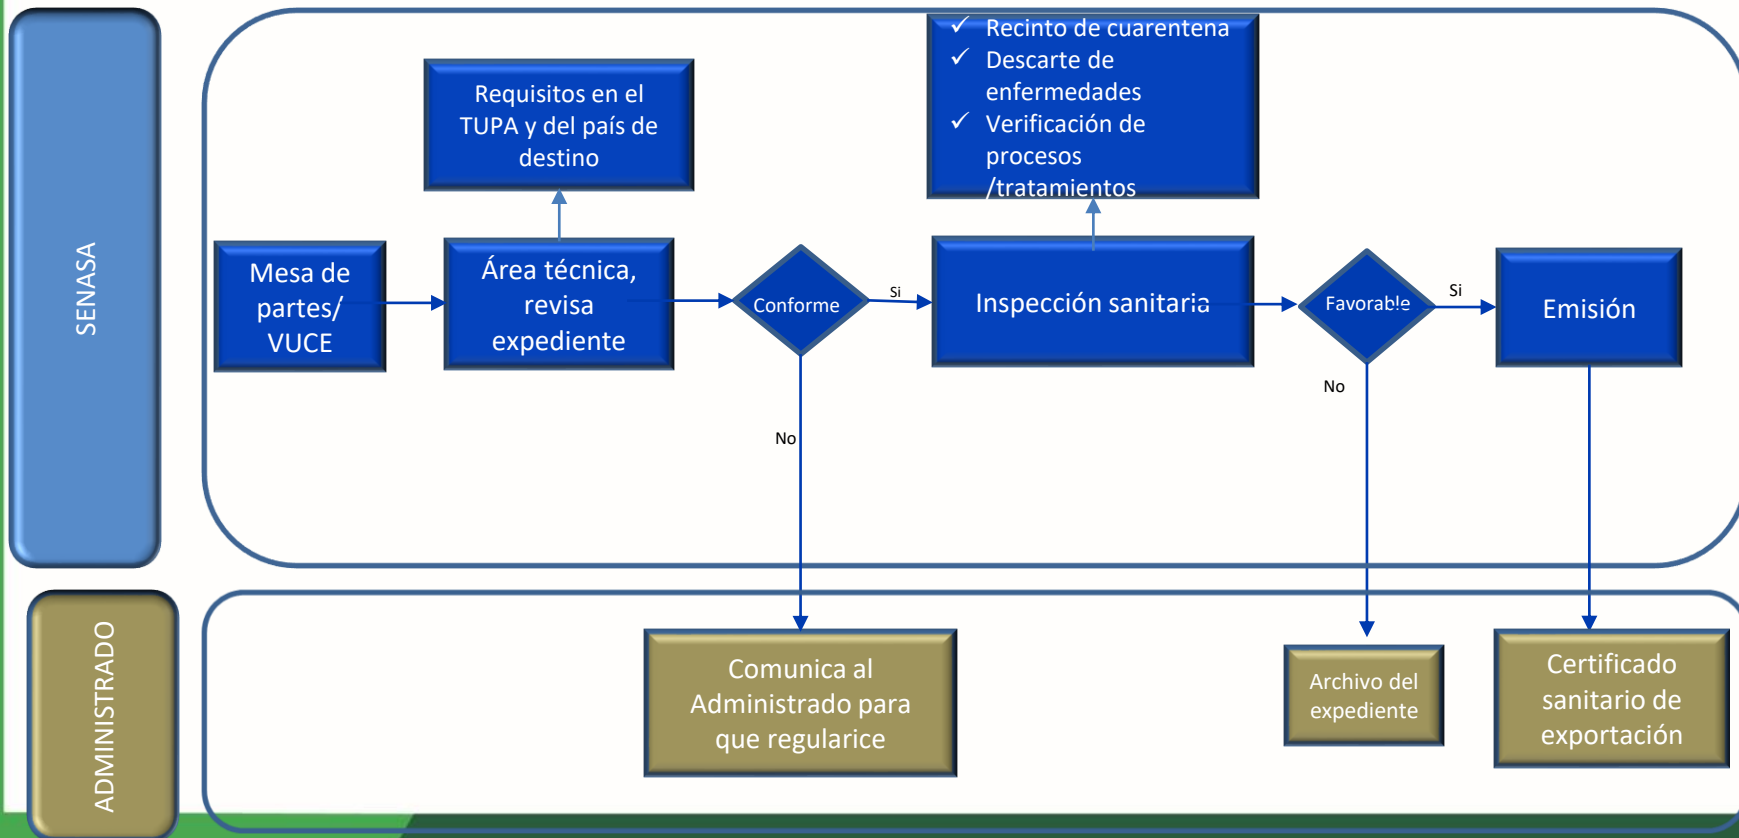 SENASA
✓ Recinto de cuarentena
✓ Descarte de
enfermedades
✓ Verificación de
procesos
/tratamientos
Requisitos en el
TUPA y del país de
destino
Mesa de
partes/
VUCE
Área técnica,
revisa
expediente
Conforme
Si
Inspección sanitaria
Favorable
Si
Emisión
No
No
ADMINISTRADO
Comunica al
Administrado para
que regularice
Archivo del
expediente
Certificado
sanitario de
exportación